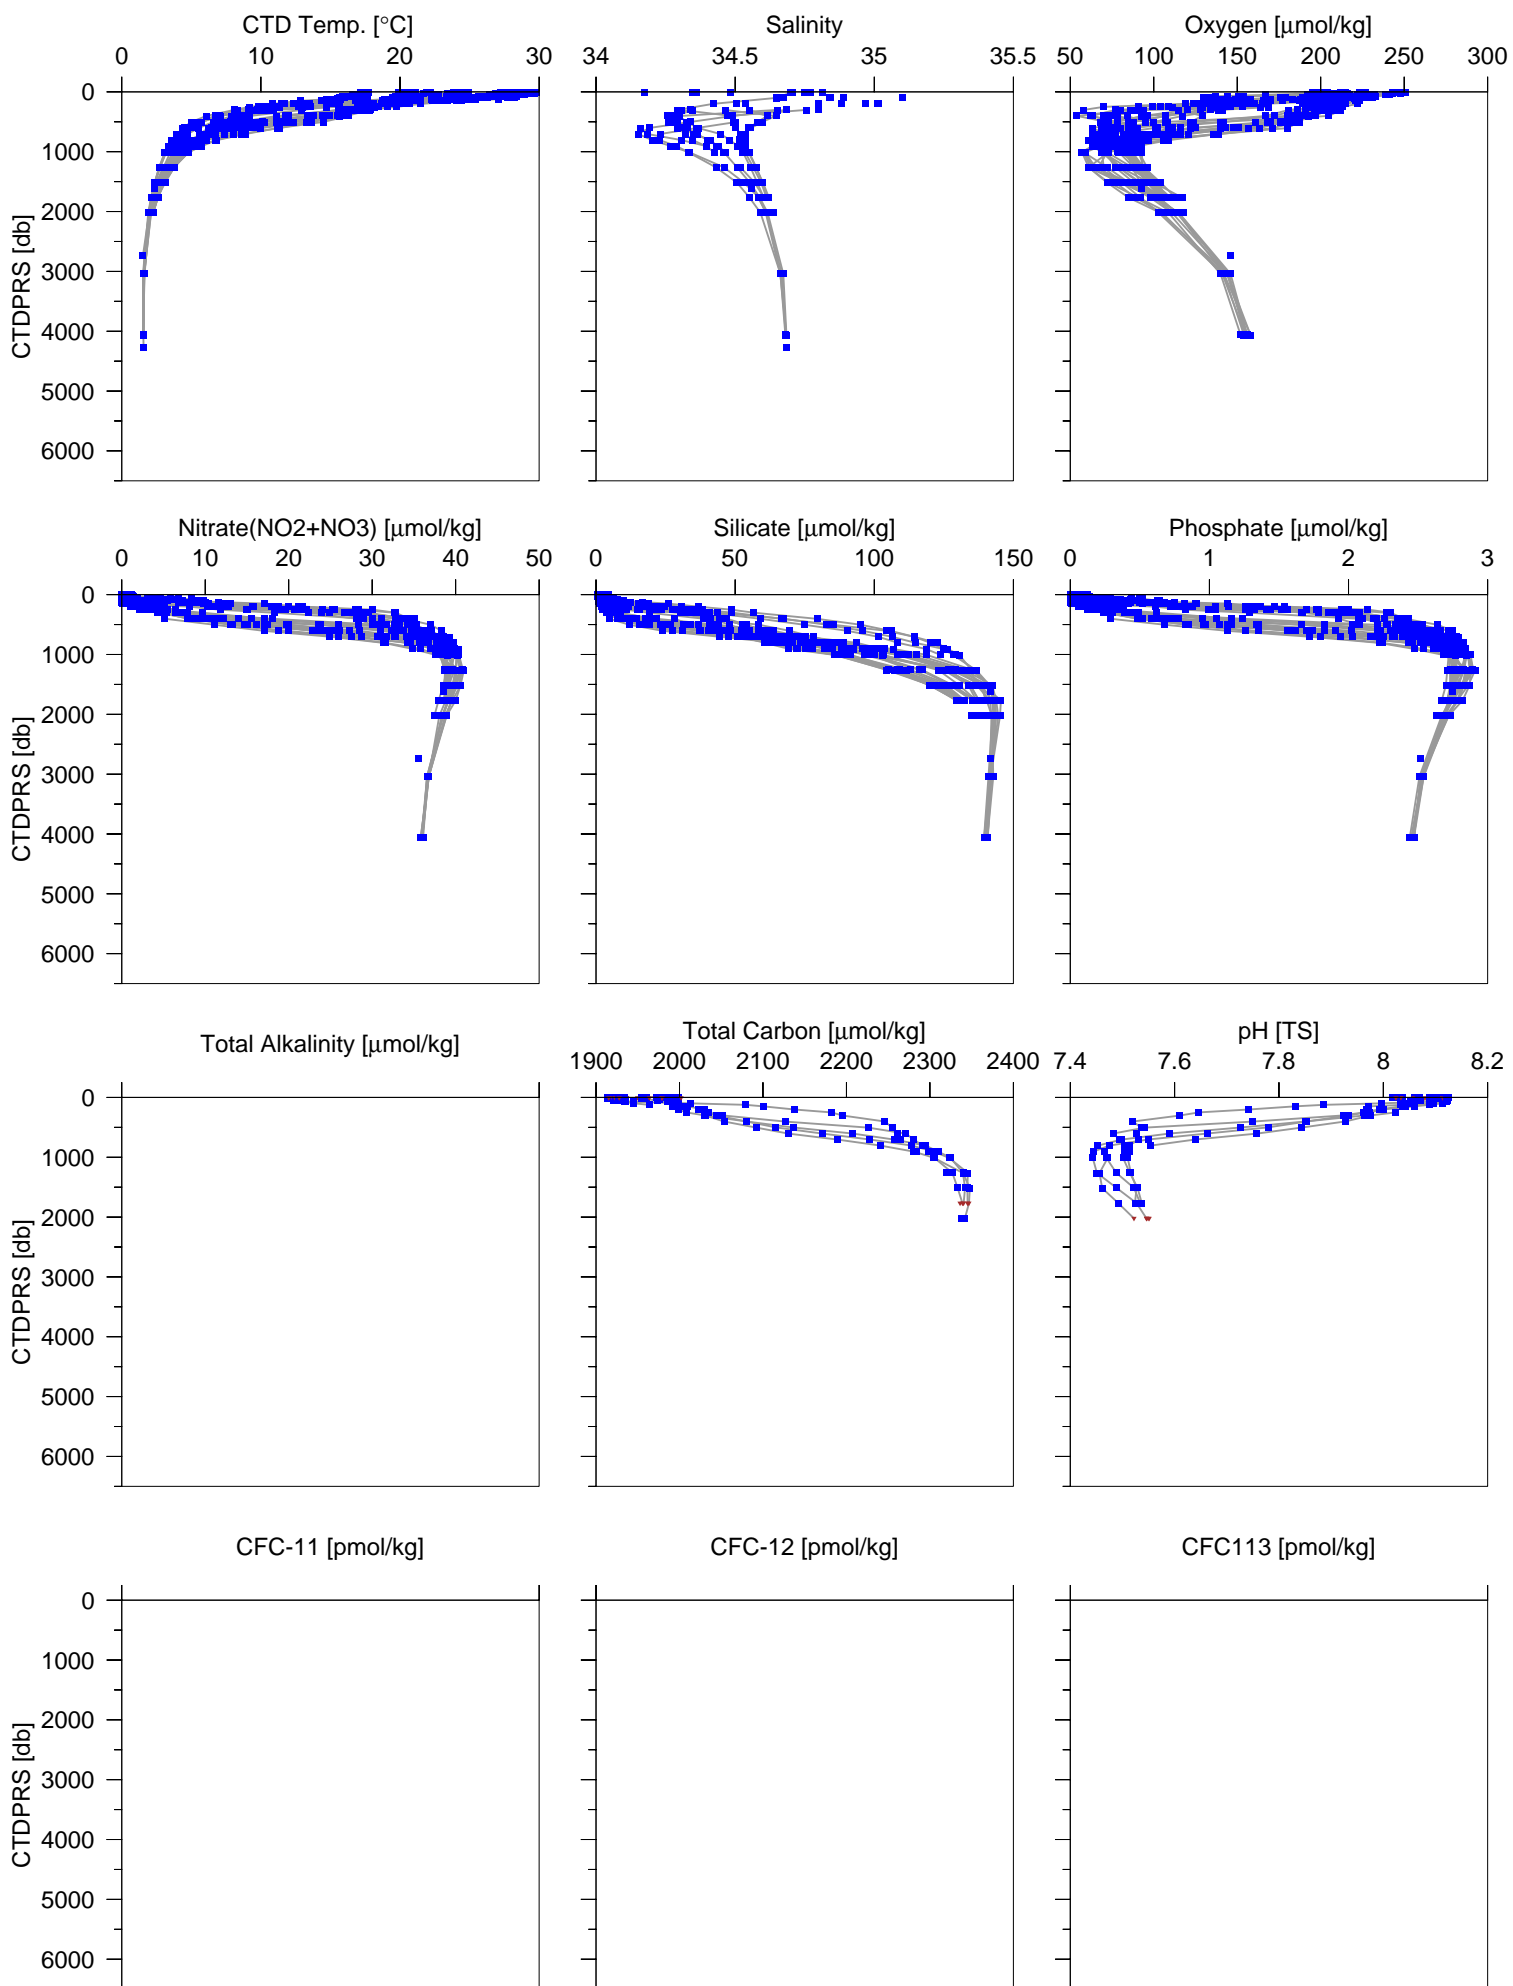 CTD Temp. [°C] Salinity Oxygen [μmol/kg]
0 10 20 30 34 34.5 35 35.5 50 100 150 200 250 300
0
1000
2000
3000
4000
5000
6000
CTDPRS [db]
Nitrate(NO2+NO3) [μmol/kg] Silicate [μmol/kg] Phosphate [μmol/kg]
0 10 20 30 40 50 0 50 100 150 0 1 2 3
0
1000
2000
3000
4000
5000
6000
CTDPRS [db]
Total Alkalinity [μmol/kg] Total Carbon [μmol/kg] pH [TS]
1900 2000 2100 2200 2300 2400 7.4 7.6 7.8 8 8.2
0
1000
2000
3000
4000
5000
6000
CTDPRS [db]
CFC-11 [pmol/kg] CFC-12 [pmol/kg] CFC113 [pmol/kg]
0
1000
2000
3000
4000
5000
6000
CTDPRS [db]